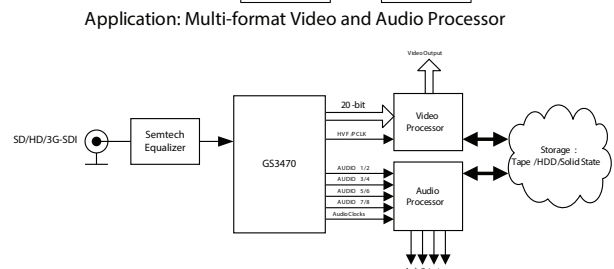 Application: Multi-format Video and Audio Processor
Video Output
20 -bit
HVF /PCLK
Video
Processor
SD/HD/3G-SDI
Semtech
Equalizer
GS3470
Storage :
Tape /HDD/Solid State
AUDIO 1/2
AUDIO 3/4
AUDIO 5/6
AUDIO 7/8
AudioClocks
Audio
Processor